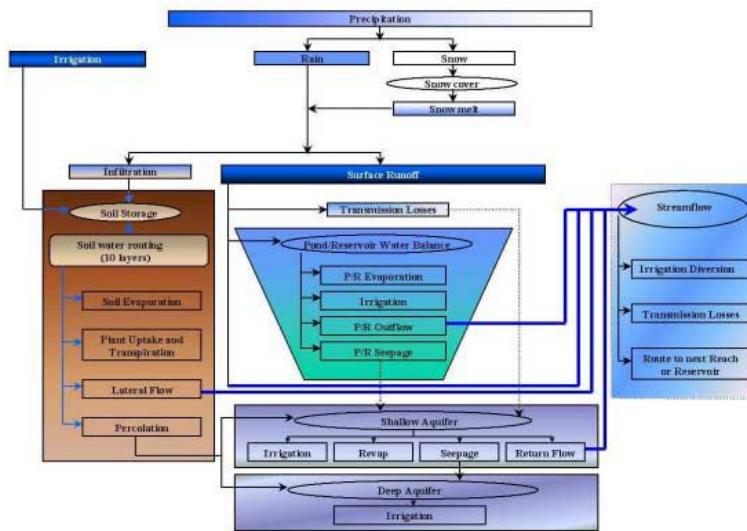 Precipitation
Irrigation
Rain
Snow
Snow cover
Snow melt
Infiltration
Surface Runoff
Soil Storage
Transmission Losses
Streamflow
Soil water routing
(10 layers)
Pond/Reservoir Water Balance
P/R Evaporation
Irrigation
P/R Outflow
P/R Seepage
Irrigation Diversion
Transmission Losses
Route to next Reach
or Reservoir
Soil Evaporation
Plant Uptake and
Transpiration
Lateral Flow
Percolation
Shallow Aquifer
Irrigation
Revap
Seepage
Return Flow
Deep Aquifer
Irrigation